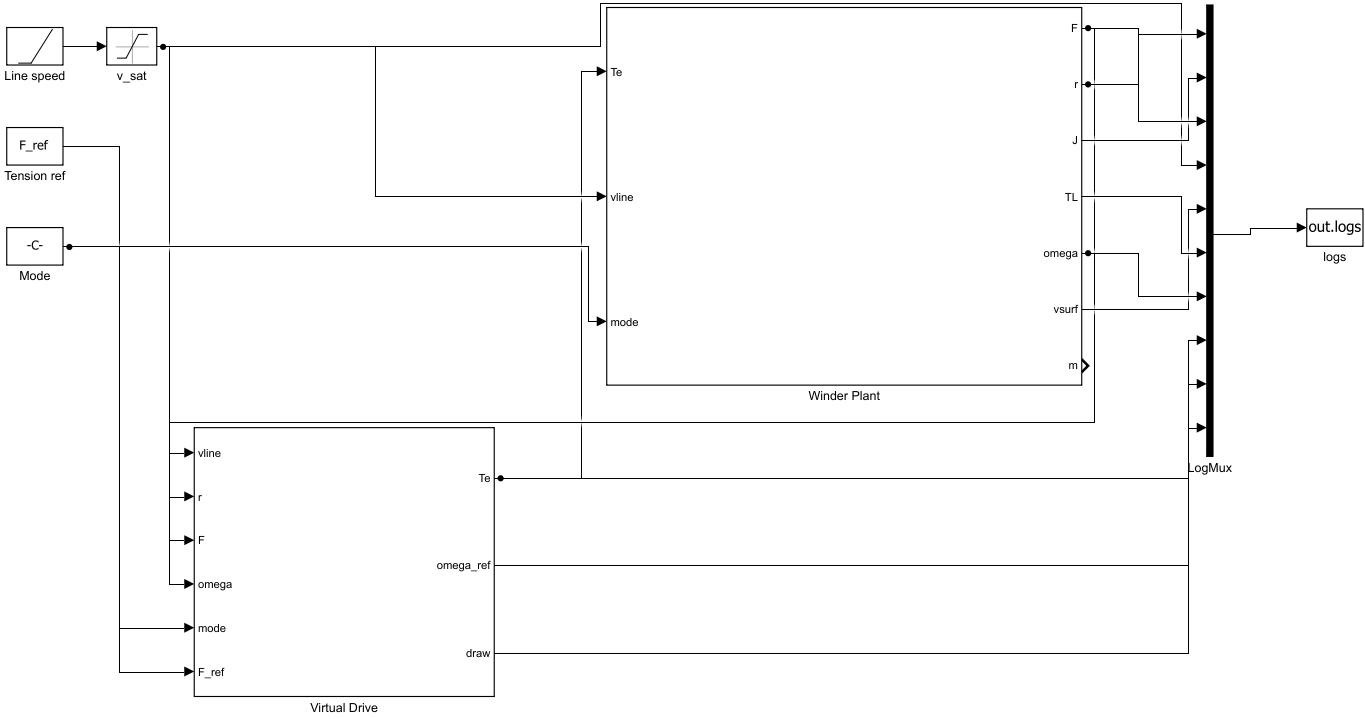 Line speed
v_sat
F_ref
Tension ref
-C-
Mode
Te
vline
mode
F
r
J
TL
omega
vsurf
m
Winder Plant
LogMux
out.logs
logs
vline
r
F
omega
mode
F_ref
Te
omega_ref
draw
Virtual Drive